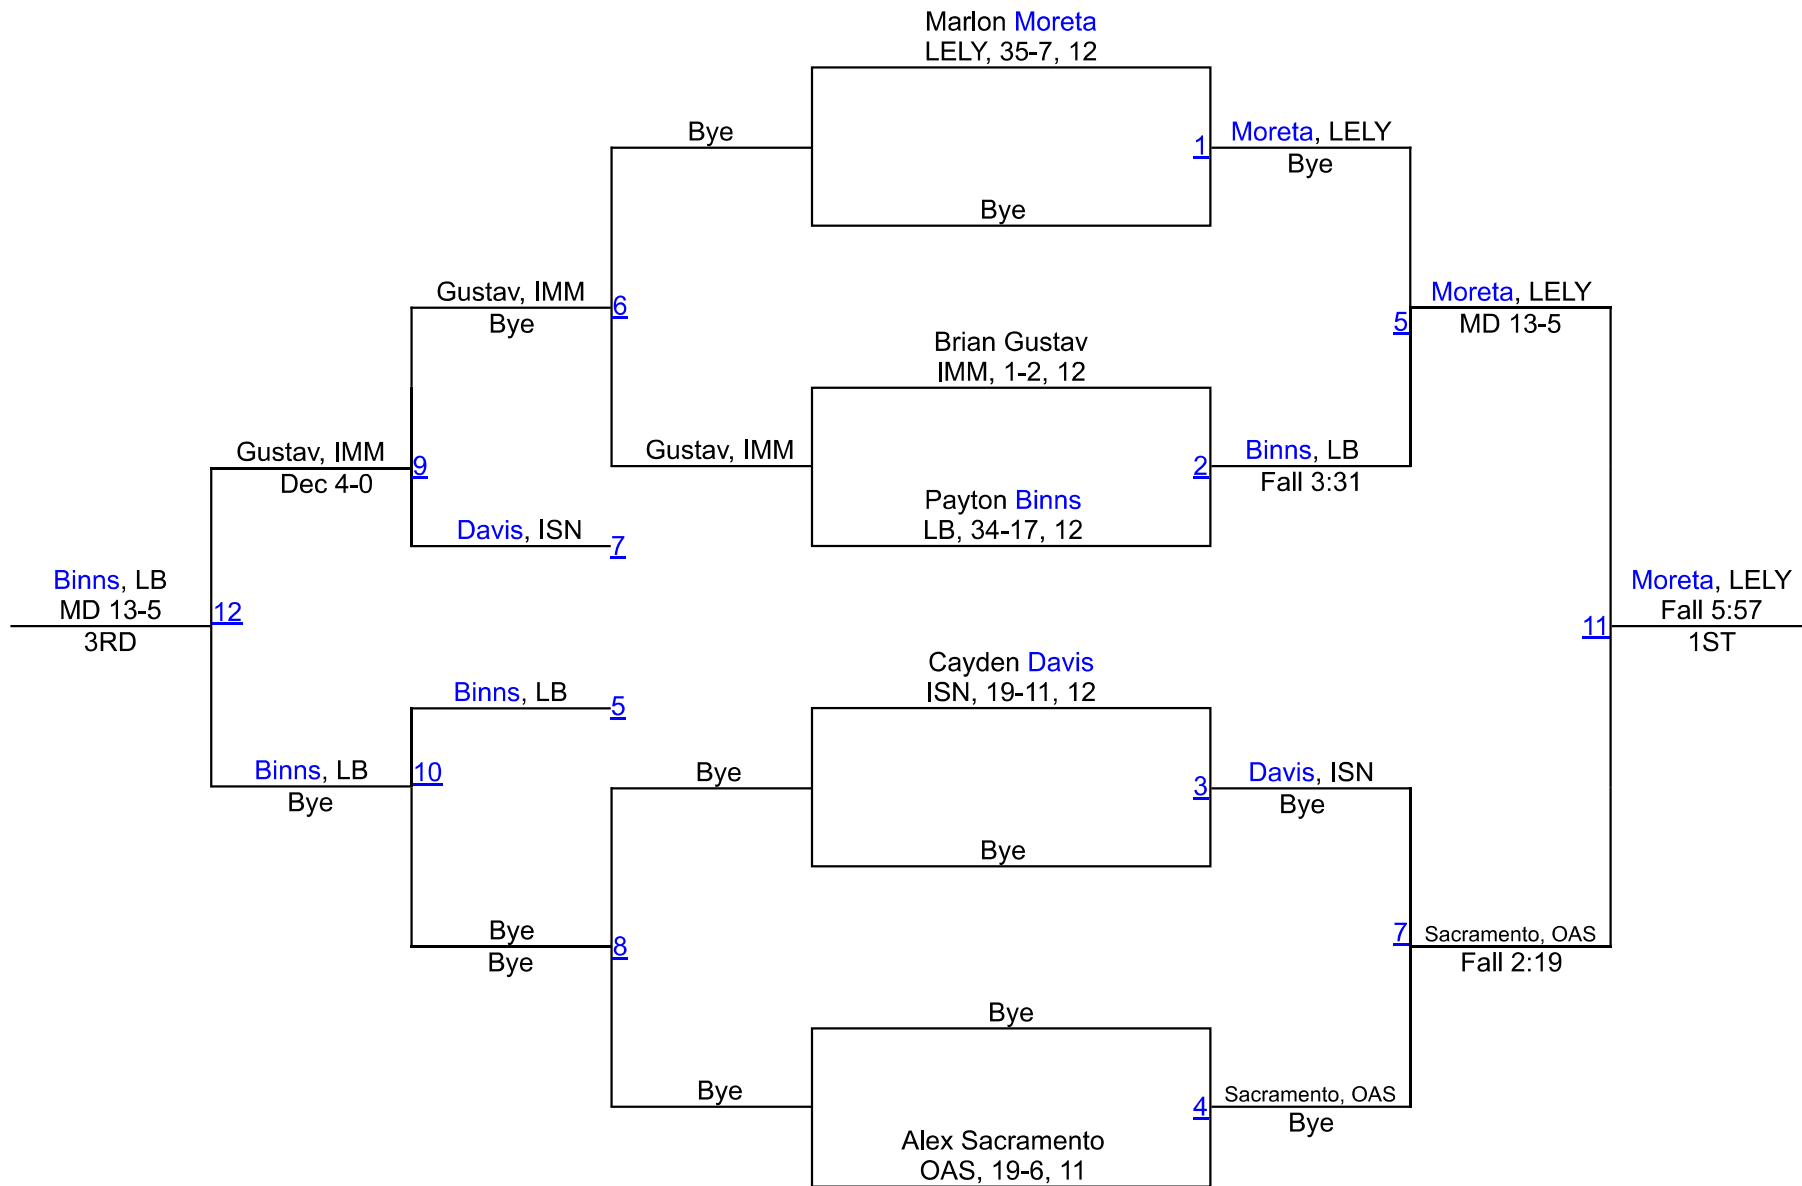 Marlon Moreta
LELY, 35-7, 12
Bye
1
Moreta, LELY
Bye
Bye
Gustav, IMM
Bye
6
Moreta, LELY
MD 13-5
5
Brian Gustav
IMM, 1-2, 12
Gustav, IMM
Dec 4-0
9
Gustav, IMM
2
Binns, LB
Fall 3:31
Payton Binns
LB, 34-17, 12
Davis, ISN
7
Binns, LB
MD 13-5
3RD
12
Moreta, LELY
Fall 5:57
1ST
11
Cayden Davis
ISN, 19-11, 12
Binns, LB
5
Binns, LB
Bye
10
Bye
3
Davis, ISN
Bye
Bye
Bye
Bye
8
7
Sacramento, OAS
Fall 2:19
Bye
Bye
4
Sacramento, OAS
Bye
Alex Sacramento
OAS, 19-6, 11